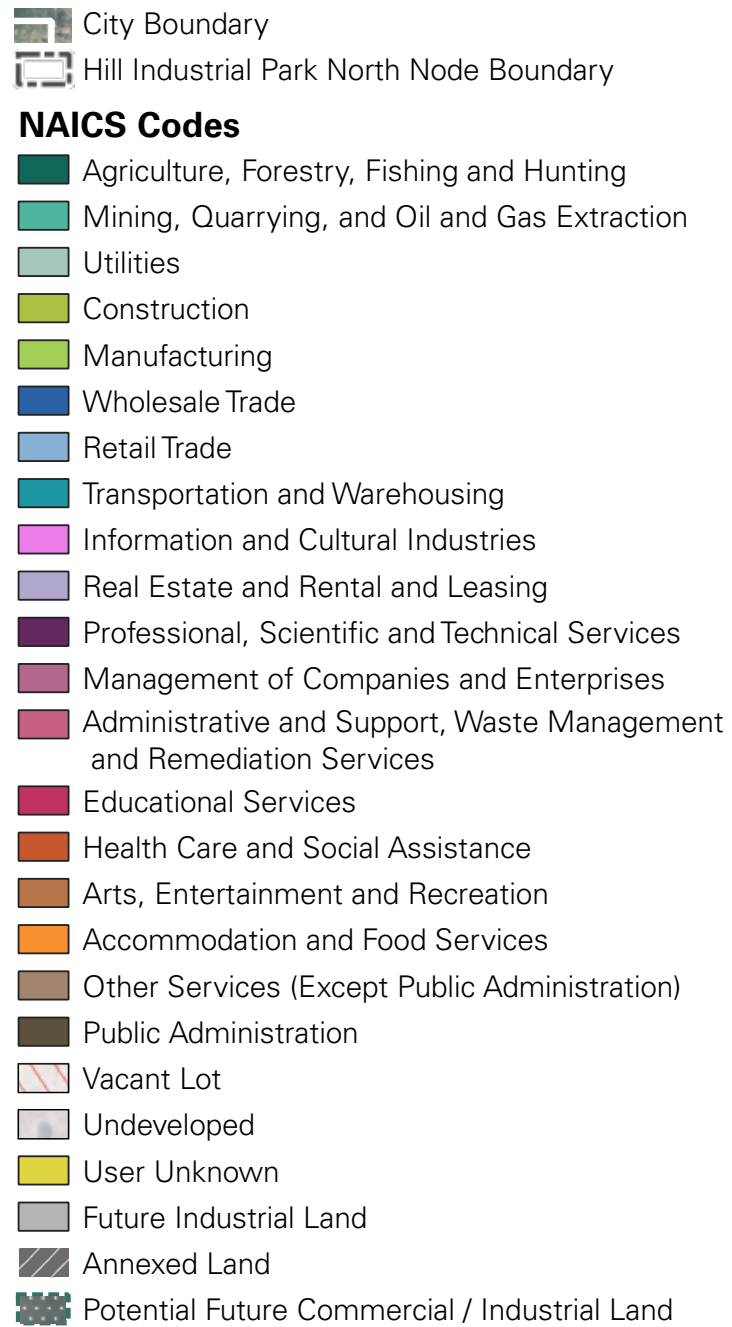 City Boundary
Hill Industrial Park North Node Boundary
NAICS Codes
Agriculture, Forestry, Fishing and Hunting
Mining, Quarrying, and Oil and Gas Extraction
Utilities
Construction
Manufacturing
Wholesale Trade
Retail Trade
Transportation and Warehousing
Information and Cultural Industries
Real Estate and Rental and Leasing
Professional, Scientific and Technical Services
Management of Companies and Enterprises
Administrative and Support, Waste Management
and Remediation Services
Educational Services
Health Care and Social Assistance
Arts, Entertainment and Recreation
Accommodation and Food Services
Other Services (Except Public Administration)
Public Administration
Vacant Lot
Undeveloped
User Unknown
Future Industrial Land
Annexed Land
Potential Future Commercial / Industrial Land